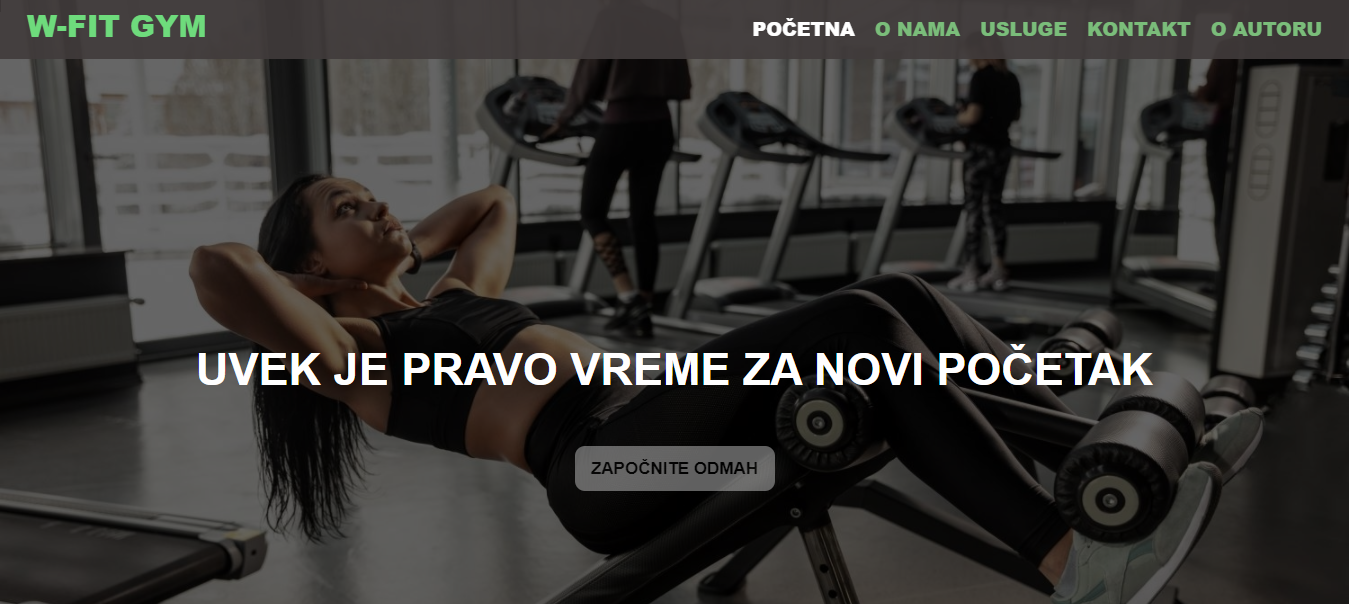 W-FIT GYM
POČETNA O NAMA USLUGE KONTAKT O AUTORU
UVEK JE PRAVO VREME ZA NOVI POČETAK
ZAPOČNITE ODMAH